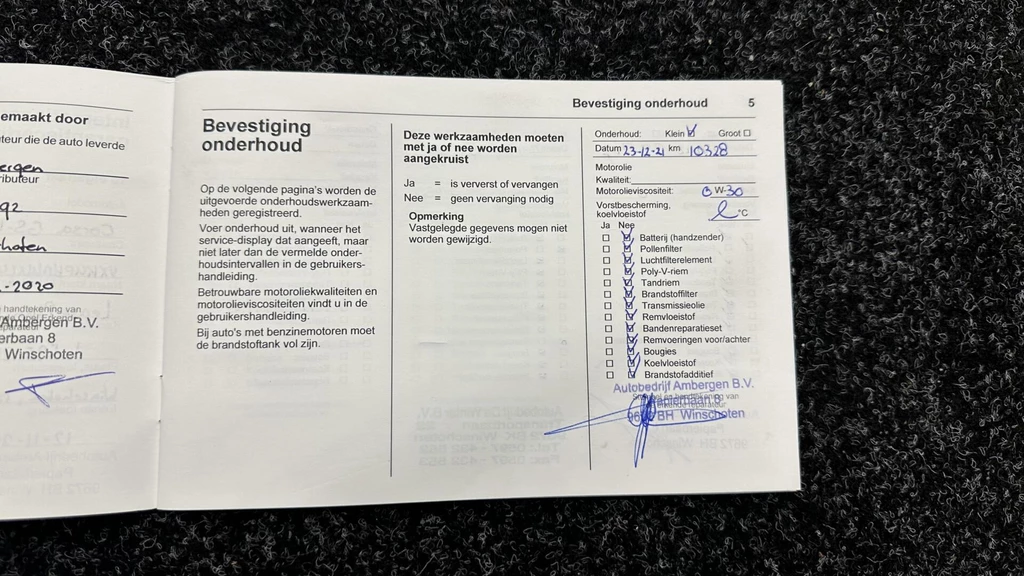 emaakt door
teur die de auto leverde
ergen
ributeur
92
hoten
-2020
handtekening van
Ambergen B.V.
erbaan 8
Winschoten
Bevestiging onderhoud 5
Bevestiging
onderhoud
Op de volgende pagina's worden de
uitgevoerde onderhoudswerkzaam-
heden geregistreerd.
Voer onderhoud uit, wanneer het
service-display dat aangeeft, maar
niet later dan de vermelde onder-
houdsintervallen in de gebruikers-
handleiding.
Betrouwbare motoroliekwaliteiten en
motorolieviscositeiten vindt u in de
gebruikershandleiding.
Bij auto's met benzinemotoren moet
de brandstoftank vol zijn.
Deze werkzaamheden moeten
met ja of nee worden
aangekruist
Ja = is ververst of vervangen
Nee = geen vervanging nodig
Opmerking
Vastgelegde gegevens mogen niet
worden gewijzigd.
Onderhoud: Klein ☑ Groot ☐
Datum 23-12-21 km 10328
Motorolie
Kwaliteit:
Motorolieviscositeit: 0 W-30
Vorstbescherming,
koelvloeistof °C
Ja Nee
☐ ☑ Batterij (handzender)
☐ ☑ Pollenfilter
☐ ☑ Luchtfilterelement
☐ ☑ Poly-V-riem
☐ ☑ Tandriem
☐ ☑ Brandstoffilter
☐ ☑ Transmissieolie
☐ ☑ Remvloeistof
☐ ☑ Bandenreparatieset
☐ ☑ Remvoeringen voor/achter
☐ ☑ Bougies
☐ ☑ Koelvloeistof
☐ ☑ Brandstofadditief
Autobedrijf Ambergen B.V.
BH Winschoten